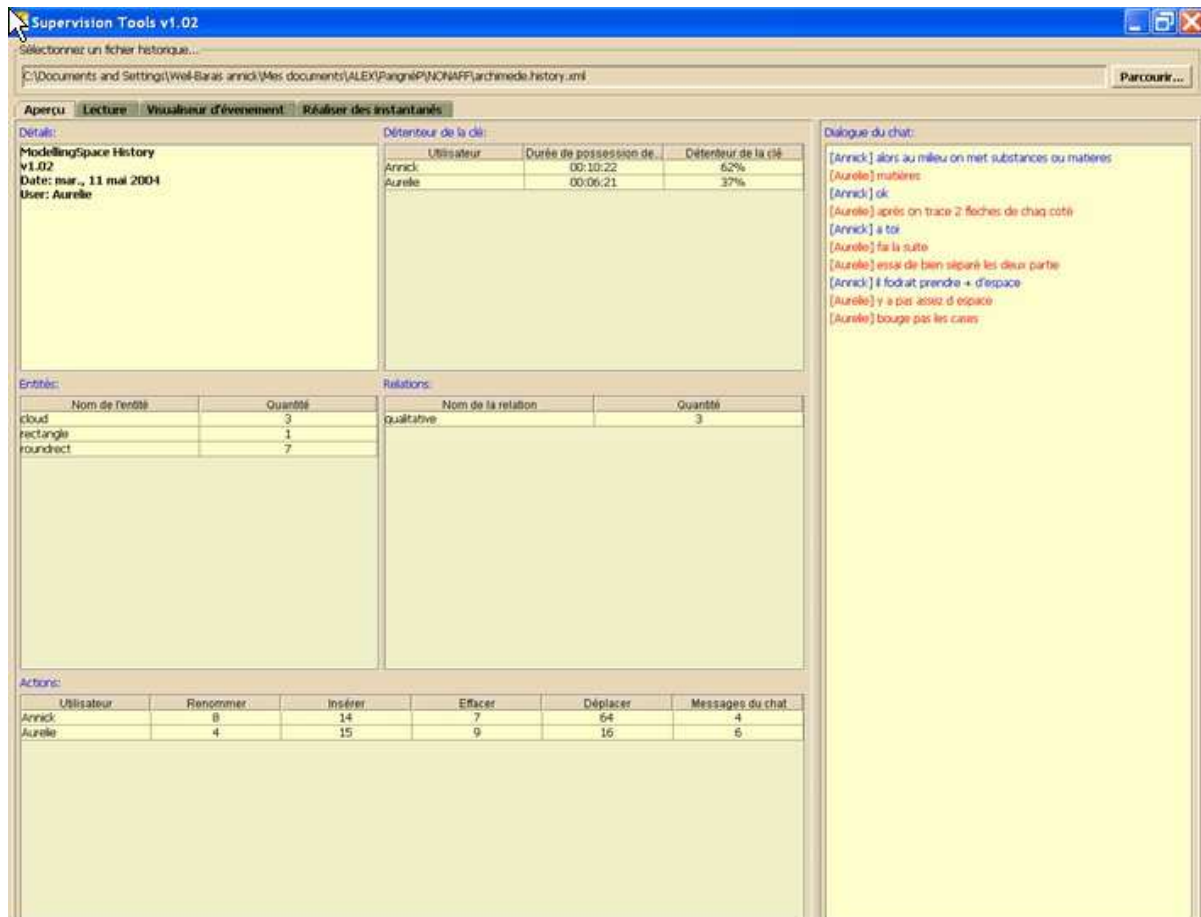 Supervision Tools v1.02
Sélectionnez un fichier historique...
C:\Documents and Settings\Weil-Barais annick\Mes documents\ALEX\ParignéP\NONAFF\archimede.history.xml
Parcourir...
Aperçu Lecture Visualiseur d'évenement Réaliser des instantanés
Détails:
ModellingSpace History
v1.02
Date: mar., 11 mai 2004
User: Aurelie
Détenteur de la clé:
Utilisateur Durée de possession de... Détenteur de la clé
Annick 00:10:22 62%
Aurelie 00:06:21 37%
Entités:
Nom de l'entité Quantité
cloud 3
rectangle 1
roundrect 7
Relations:
Nom de la relation Quantité
qualitative 3
Actions:
Utilisateur Renommer Insérer Effacer Déplacer Messages du chat
Annick 8 14 7 64 4
Aurelie 4 15 9 16 6
Dialogue du chat:
[Annick] alors au milieu on met substances ou matieres
[Aurelie] matières
[Annick] ok
[Aurelie] après on trace 2 fleches de chaq coté
[Annick] a toi
[Aurelie] fai la suite
[Aurelie] essai de bien séparé les deux partie
[Annick] il fodrait prendre + d'espace
[Aurelie] y a pas assez d espace
[Aurelie] bouge pas les cases